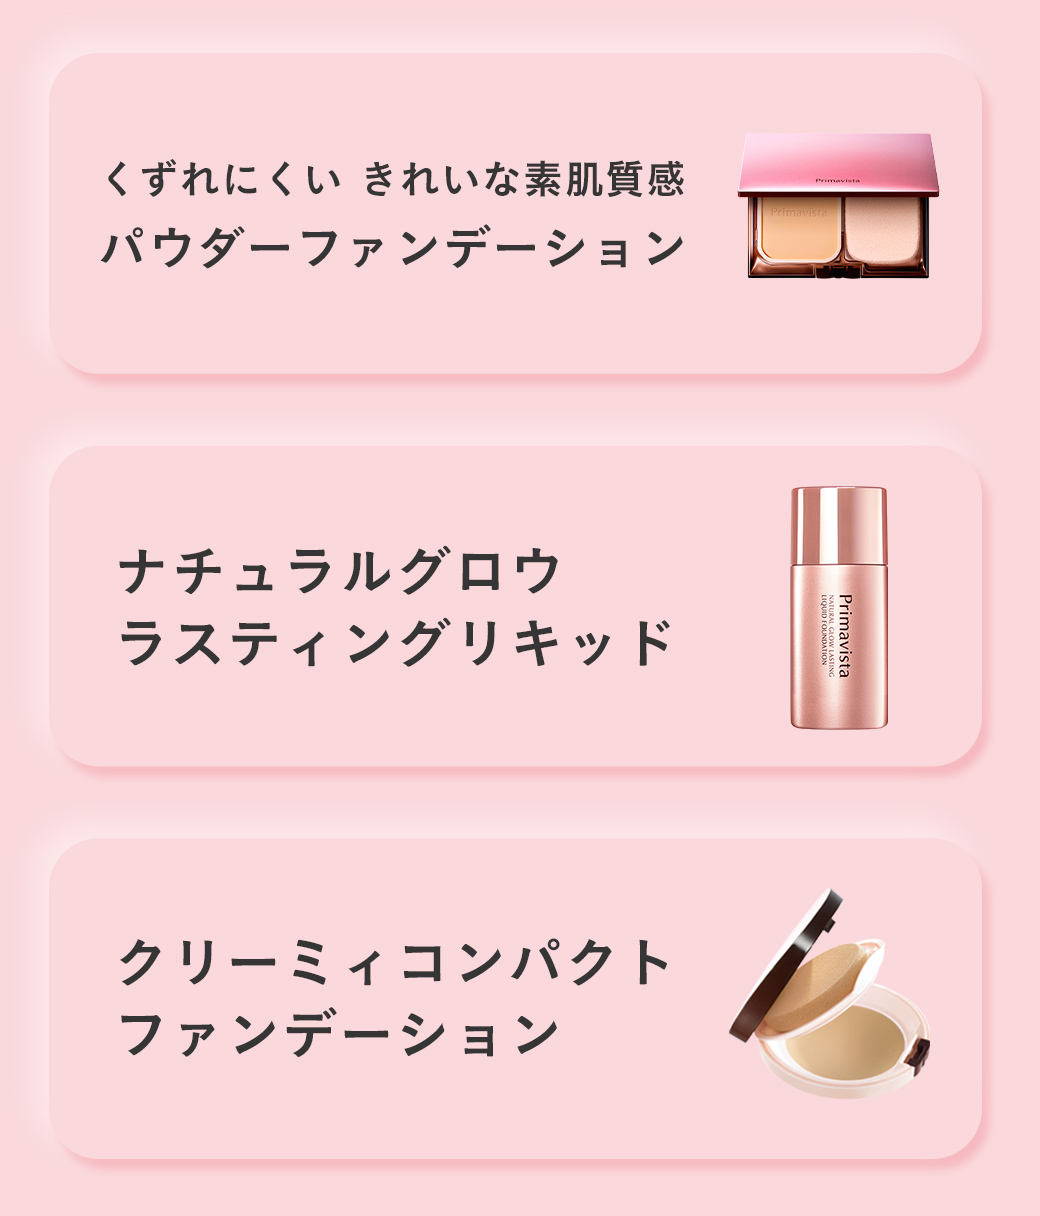 くずれにくい きれいな素肌質感
パウダーファンデーション
Primavista
Primavista
ナチュラルグロウ
ラスティングリキッド
Primavista
NATURAL GLOW LASTING
LIQUID FOUNDATION
クリーミィコンパクト
ファンデーション